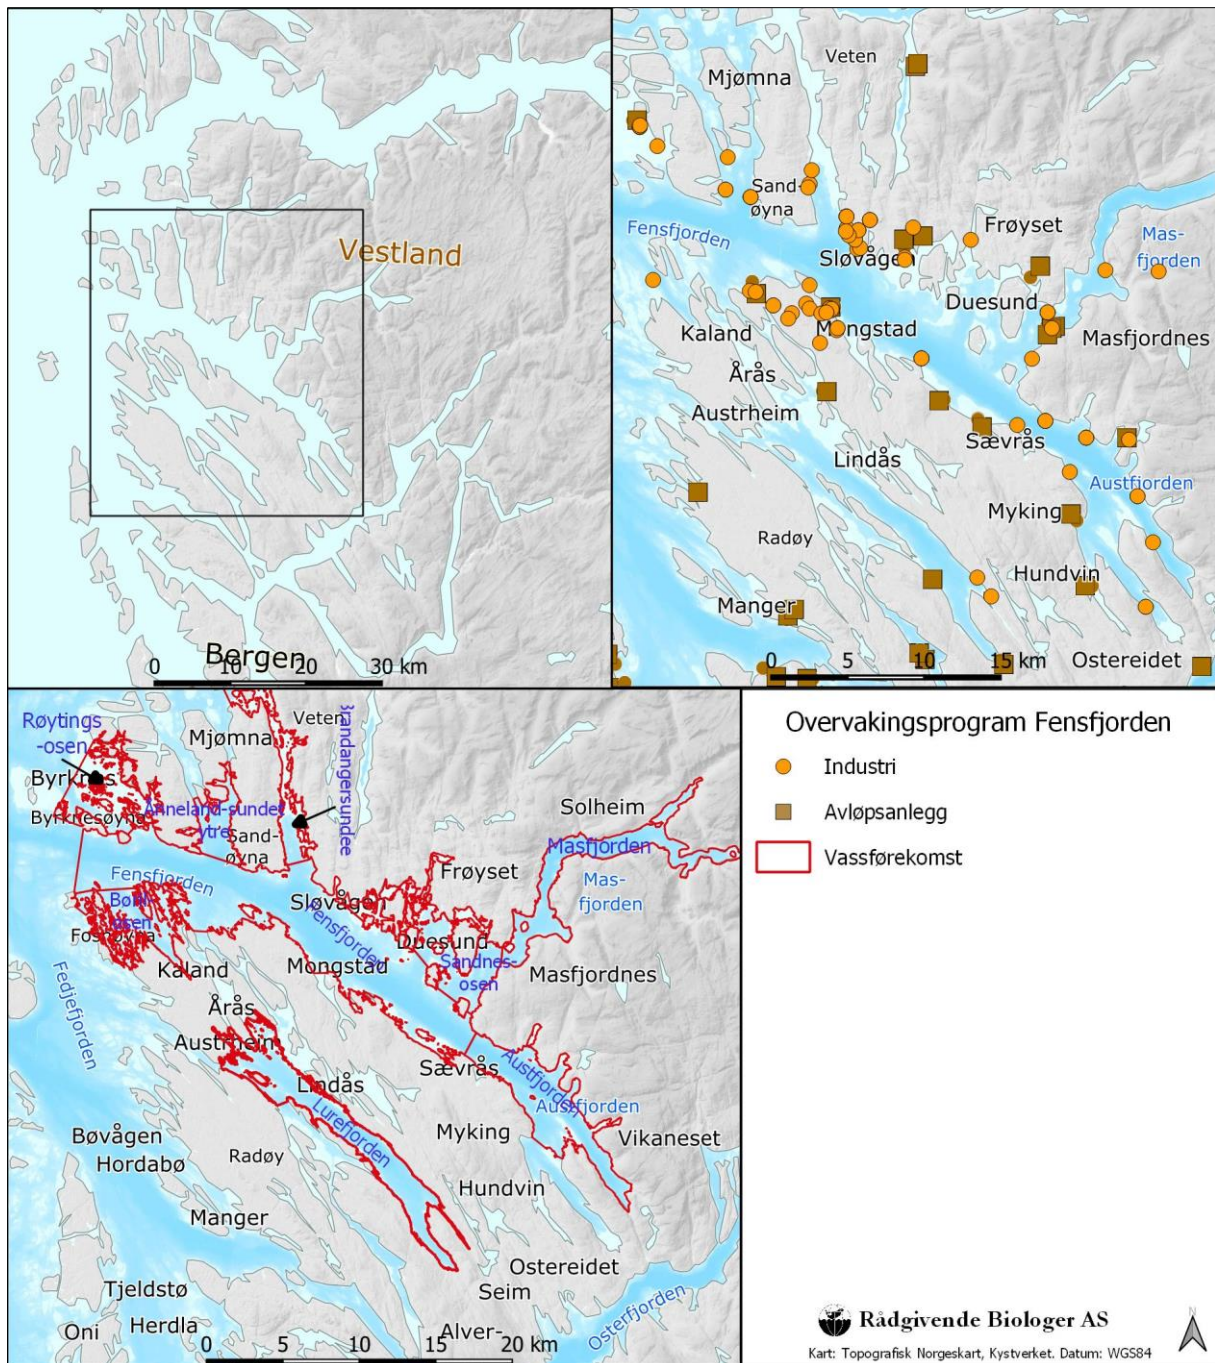 Vestland
Bergen
0 10 20 30 km
Veten
Mjømna
Sand-
øyna
Frøyset
Mas-
fjorden
Fensfjorden
Sløvågen
Duesund
Mongstad
Masfjordnes
Kaland
Årås
Austrheim
Sævrås
Lindås
Austfjorden
Myking
Radøy
Hundvin
Manger
0 5 10 15 km
Ostereidet
Røytings
-osen
Veten
Mjømna
Brandangersundee
Byrknes
Byrknesøyna
Ånneland-sundet
ytre
Sand-
øyna
Solheim
Masfjorden
Frøyset
Mas-
fjorden
Fensfjorden
Sløvågen
Fensfjorden
-osen
Fosnøyna
Duesund
Sandnes-
osen
Kaland
Mongstad
Masfjordnes
Fedjefjorden
Årås
Austrheim
Sævrås
Austfjorden
Austfjorden
Lindås
Lurefjorden
Myking
Vikaneset
Bøvågen
Hordabø
Radøy
Hundvin
Manger
Ostereidet
Seim
Tjeldstø
Herdla
Oni
Alver-
Osterfjorden
0 5 10 15 20 km
Overvakingsprogram Fensfjorden
Industri
Avløpsanlegg
Vassførekomst
Rådgivende Biologer AS
Kart: Topografisk Norgeskart, Kystverket. Datum: WGS84
N